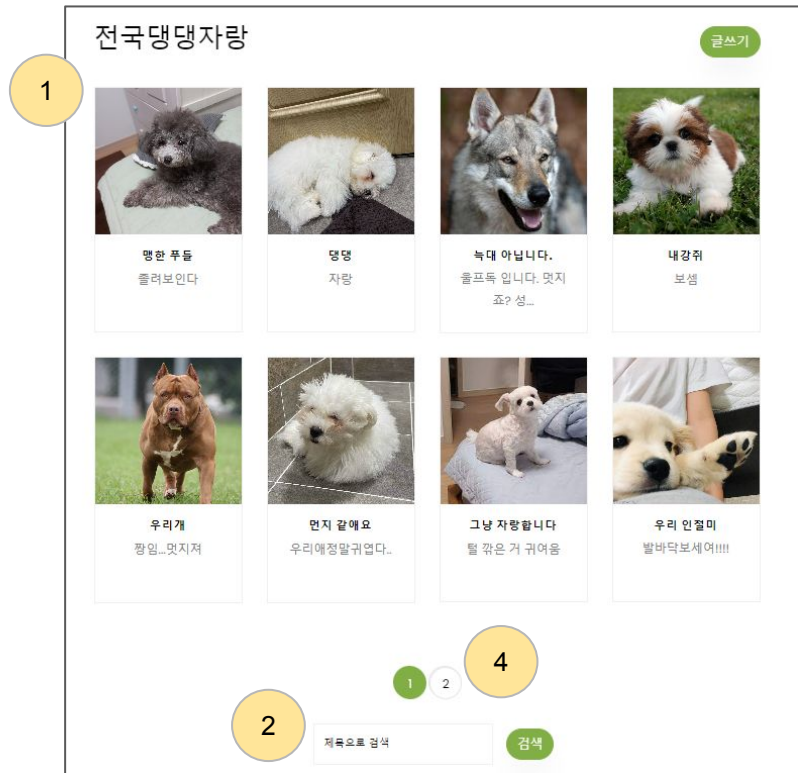 전국댕댕자랑
글쓰기
1
맹한 푸들
졸려보인다
댕댕
자랑
늑대 아닙니다.
울프독 입니다. 멋지
죠? 성...
내강쥐
보셈
우리개
짱임...멋지져
먼지 같애요
우리애정말귀엽다..
그냥 자랑합니다
털 깎은 거 귀여움
우리 인절미
발바닥보세여!!!!
1
2
4
2
제목으로 검색
검색